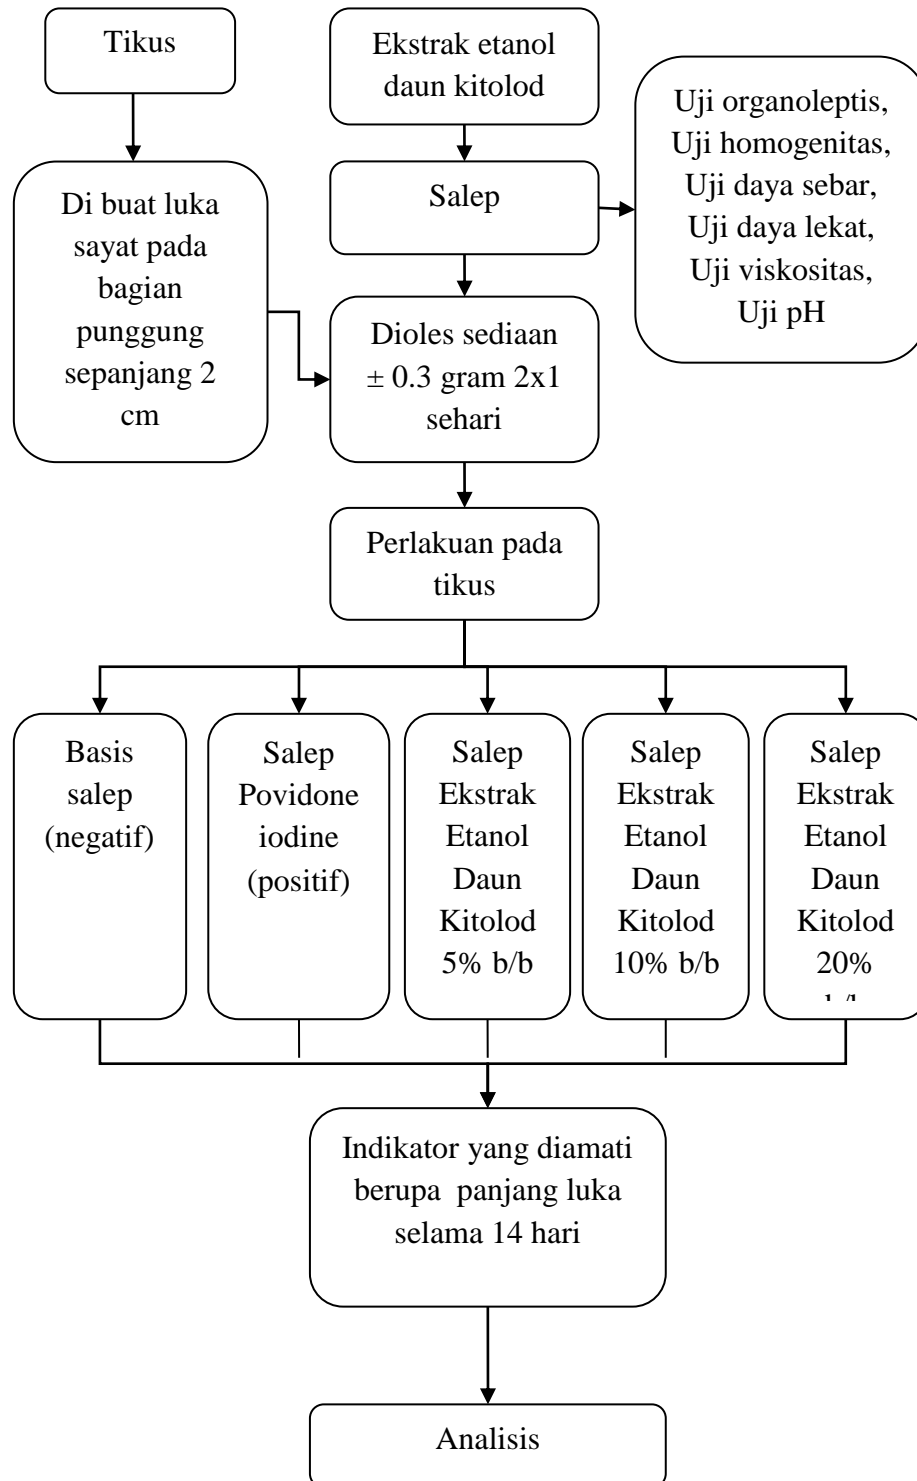 Tikus
Ekstrak etanol
daun kitolod
Uji organoleptis,
Uji homogenitas,
Uji daya sebar,
Uji daya lekat,
Uji viskositas,
Uji pH
Di buat luka
sayat pada
bagian
punggung
sepanjang 2
cm
Salep
Dioles sediaan
± 0.3 gram 2x1
sehari
Perlakuan pada
tikus
Basis
salep
(negatif)
Salep
Povidone
iodine
(positif)
Salep
Ekstrak
Etanol
Daun
Kitolod
5% b/b
Salep
Ekstrak
Etanol
Daun
Kitolod
10% b/b
Salep
Ekstrak
Etanol
Daun
Kitolod
20%
Indikator yang diamati
berupa  panjang luka
selama 14 hari
Analisis